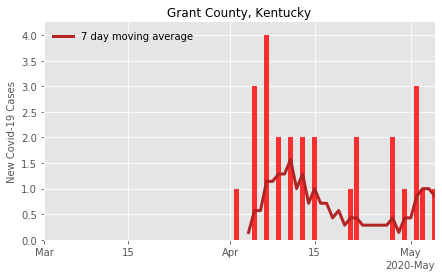 Grant County, Kentucky
7 day moving average
New Covid-19 Cases
4.0
3.5
3.0
2.5
2.0
1.5
1.0
0.5
0.0
Mar 15 Apr 15 May
2020-May